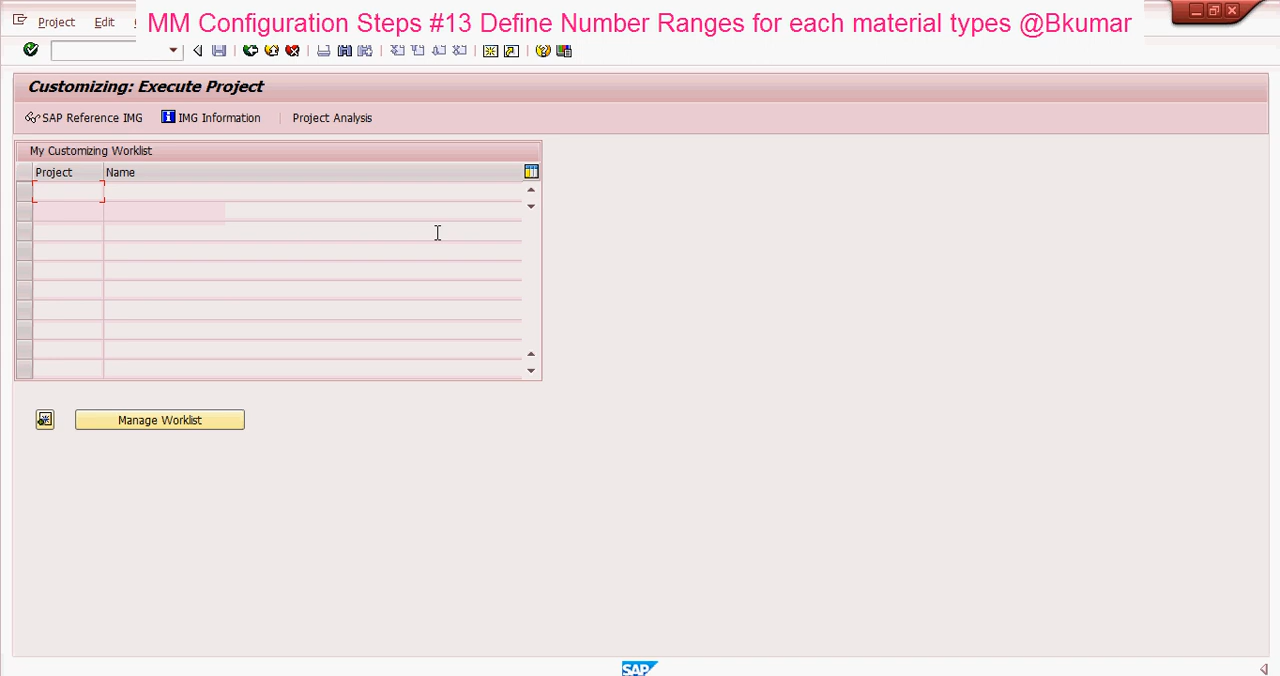 MM Configuration Steps #13 Define Number Ranges for each material types @Bkumar
Project Edit
Customizing: Execute Project
SAP Reference IMG IMG Information Project Analysis
My Customizing Worklist
Project Name
Manage Worklist
SAP